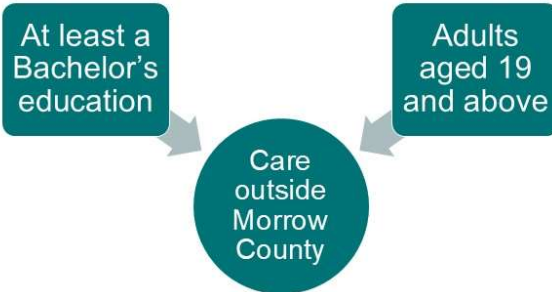 At least a
Bachelor's
education
Adults
aged 19
and above
Care
outside
Morrow
County